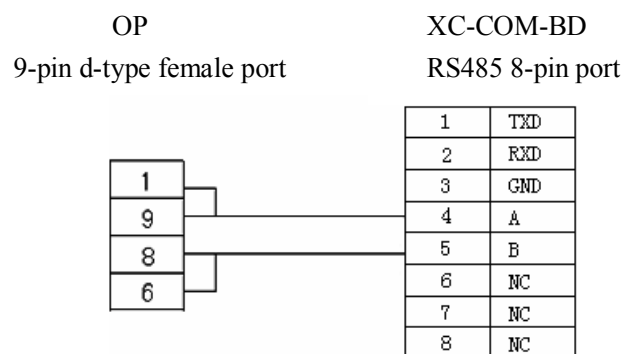 OP XC-COM-BD
9-pin d-type female port RS485 8-pin port
1 TXD
2 RXD
1 3 GND
9 4 A
8 5 B
6 6 NC
7 NC
8 NC